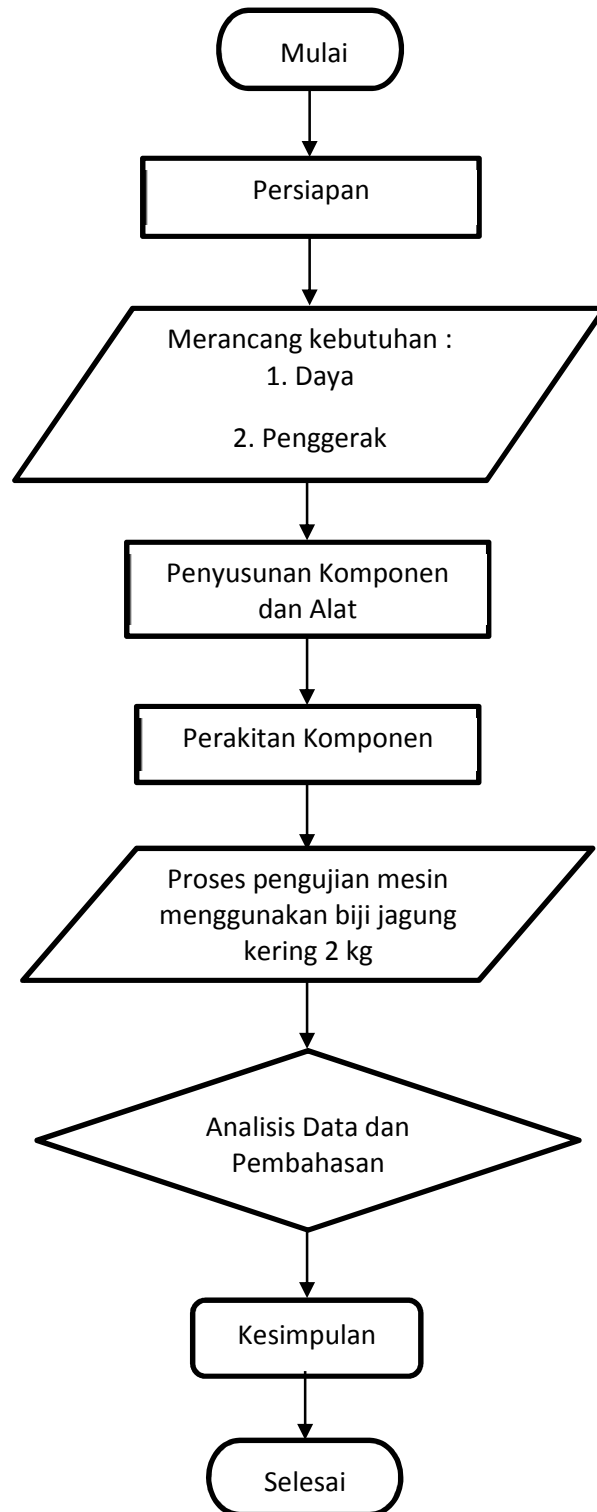 Mulai
Persiapan
Merancang kebutuhan :
1. Daya
2. Penggerak
Penyusunan Komponen
dan Alat
Perakitan Komponen
Proses pengujian mesin
menggunakan biji jagung
kering 2 kg
Analisis Data dan
Pembahasan
Kesimpulan
Selesai